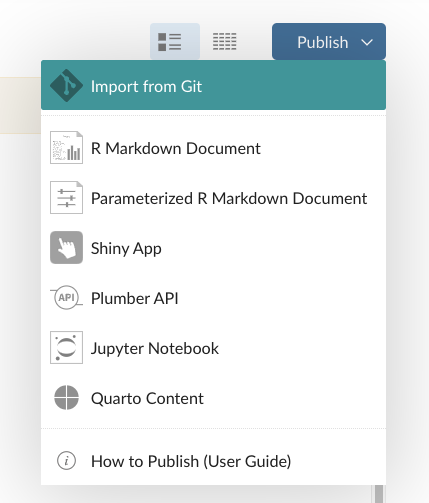 Publish
Import from Git
R Markdown Document
Parameterized R Markdown Document
Shiny App
API
Plumber API
Jupyter Notebook
Quarto Content
How to Publish (User Guide)